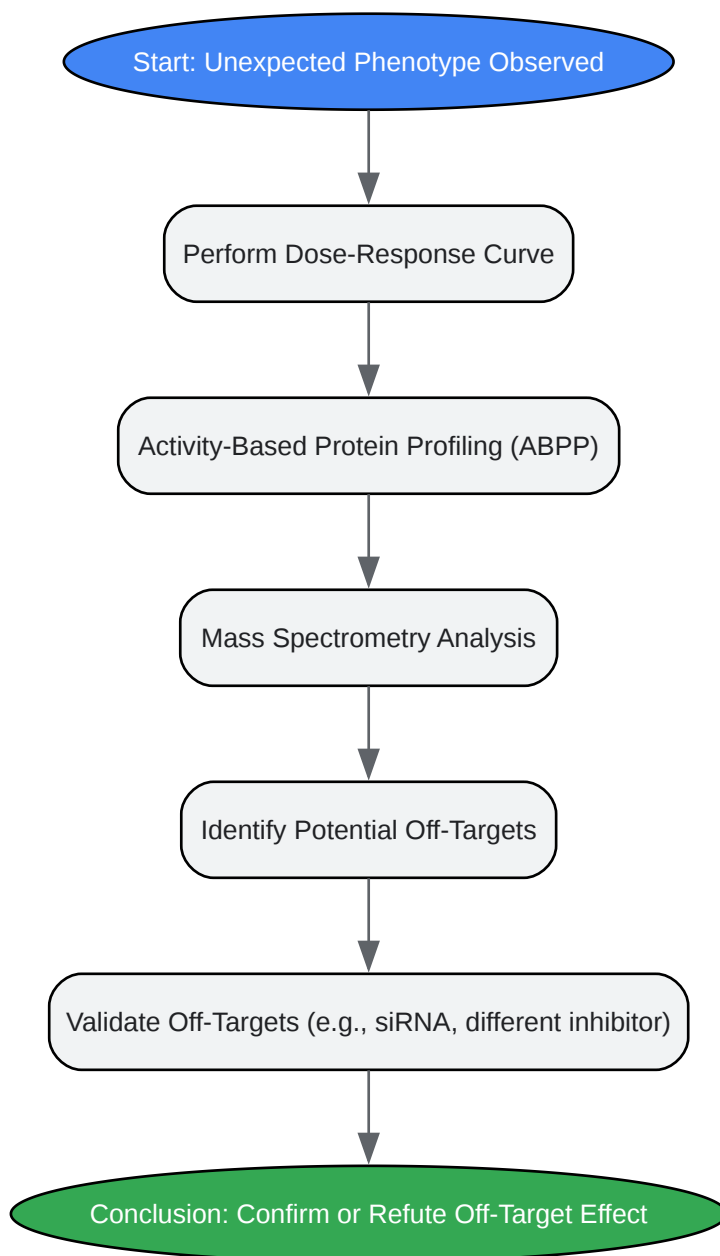 Start: Unexpected Phenotype Observed
Perform Dose-Response Curve
Activity-Based Protein Profiling (ABPP)
Mass Spectrometry Analysis
Identify Potential Off-Targets
Validate Off-Targets (e.g., siRNA, different inhibitor)
Conclusion: Confirm or Refute Off-Target Effect